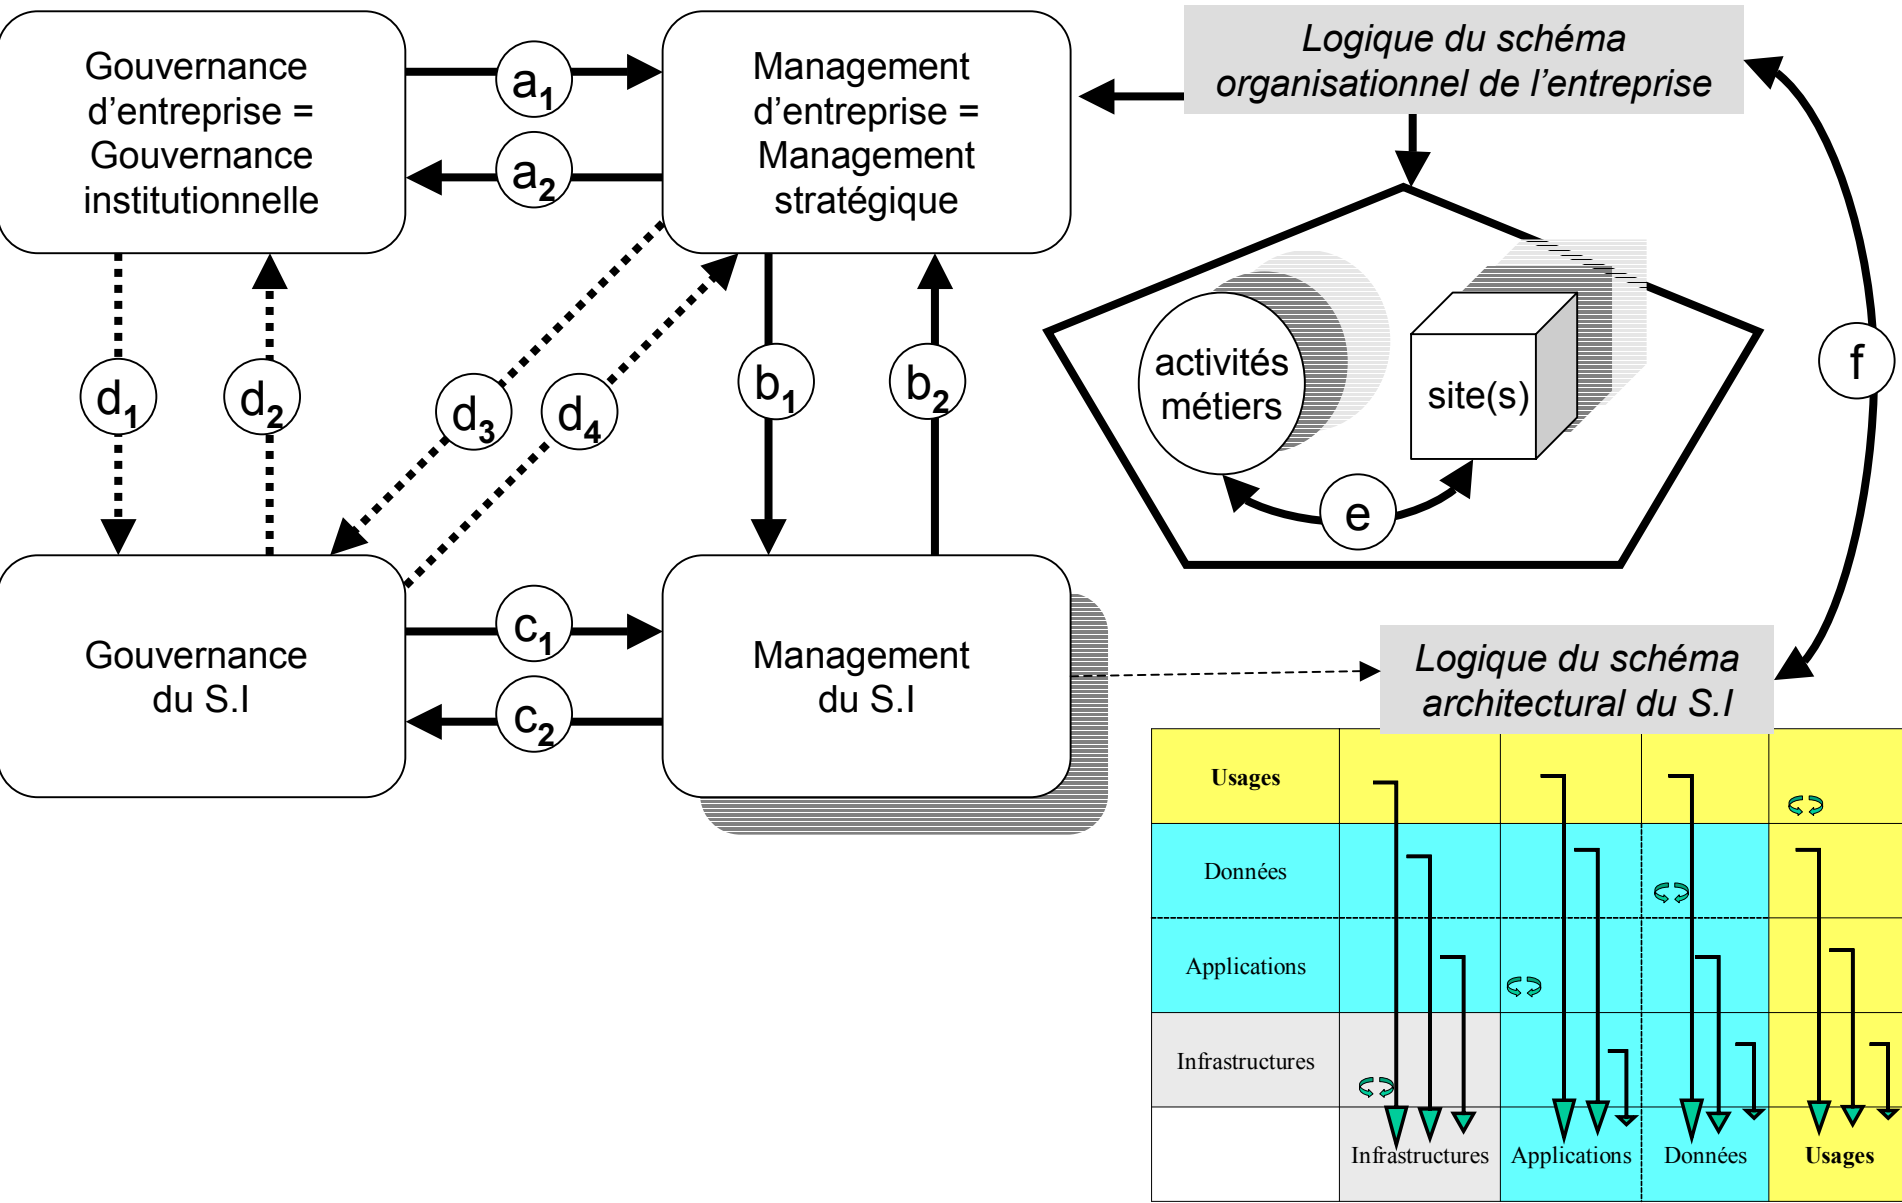 Gouvernance
d’entreprise =
Gouvernance
institutionnelle
a1
a2
Management
d’entreprise =
Management
stratégique
Logique du schéma
organisationnel de l’entreprise
d1
d2
d3
d4
b1
b2
activités
métiers
site(s)
e
f
Gouvernance
du S.I
c1
c2
Management
du S.I
Logique du schéma
architectural du S.I
Usages
Données
Applications
Infrastructures
Infrastructures
Applications
Données
Usages